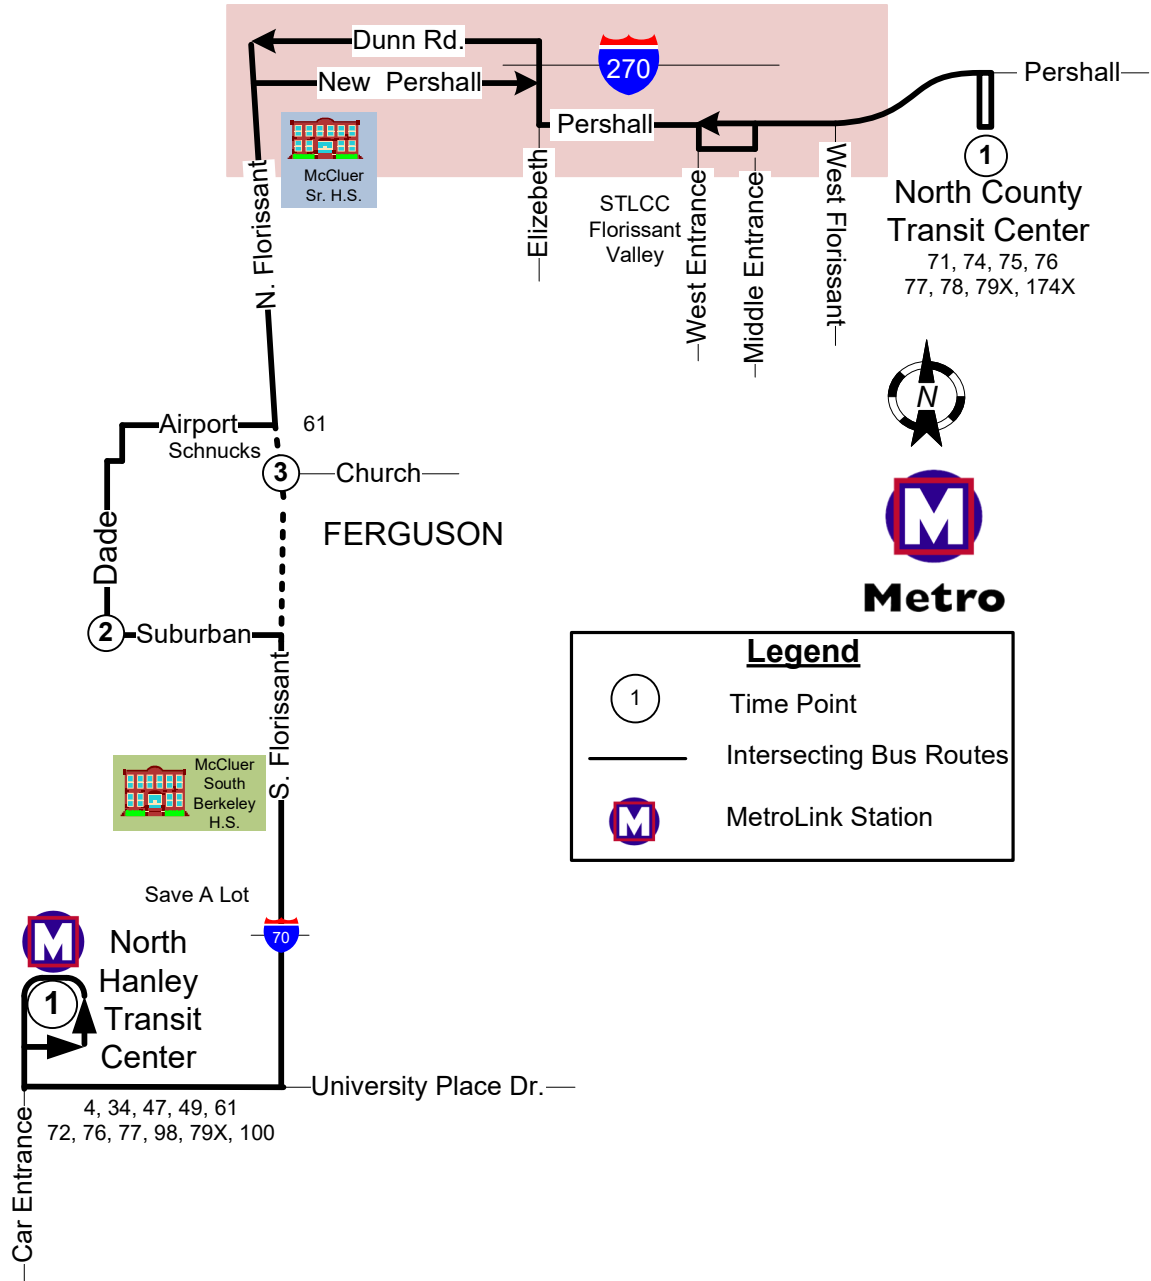 Dunn Rd.
270
New Pershall
Pershall
Pershall
1
McCluer
Sr. H.S.
N. Florissant
Elizebeth
STLCC
Florissant
Valley
West Entrance
Middle Entrance
West Florissant
North County
Transit Center
71, 74, 75, 76
77, 78, 79X, 174X
N
Airport
Schnucks
61
3
Church
FERGUSON
Dade
2
Suburban
S. Florissant
M
Metro
Legend
1
Time Point
Intersecting Bus Routes
M
MetroLink Station
McCluer
South
Berkeley
H.S.
Save A Lot
70
M
North
Hanley
Transit
Center
1
University Place Dr.
4, 34, 47, 49, 61
72, 76, 77, 98, 79X, 100
Car Entrance